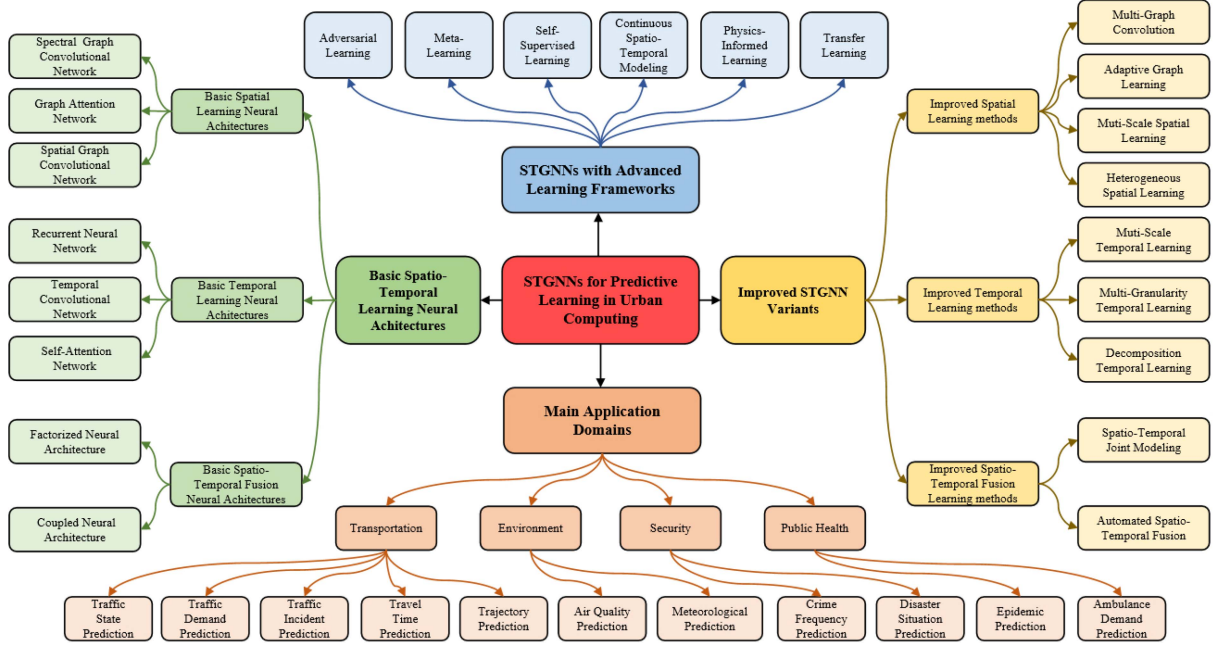 Adversarial
Learning
Meta-
Learning
Self-
Supervised
Learning
Continuous
Spatio-
Temporal
Modeling
Physics-
Informed
Learning
Transfer
Learning
STGNNs with Advanced
Learning Frameworks
Spectral Graph
Convolutional
Network
Graph Attention
Network
Spatial Graph
Convolutional
Network
Basic Spatial
Learning Neural
Achitectures
Recurrent Neural
Network
Temporal
Convolutional
Network
Self-Attention
Network
Basic Temporal
Learning Neural
Achitectures
Factorized Neural
Architecture
Coupled Neural
Architecture
Basic Spatio-
Temporal Fusion
Neural Achitectures
Basic Spatio-
Temporal
Learning Neural
Achitectures
STGNNs for Predictive
Learning in Urban
Computing
Improved STGNN
Variants
Improved Spatial
Learning methods
Multi-Graph
Convolution
Adaptive Graph
Learning
Muti-Scale Spatial
Learning
Heterogeneous
Spatial Learning
Improved Temporal
Learning methods
Muti-Scale
Temporal Learning
Multi-Granularity
Temporal Learning
Decomposition
Temporal Learning
Improved Spatio-
Temporal Fusion
Learning methods
Spatio-Temporal
Joint Modeling
Automated Spatio-
Temporal Fusion
Main Application
Domains
Transportation
Environment
Security
Public Health
Traffic
State
Prediction
Traffic
Demand
Prediction
Traffic
Incident
Prediction
Travel
Time
Prediction
Trajectory
Prediction
Air Quality
Prediction
Meteorological
Prediction
Crime
Frequency
Prediction
Disaster
Situation
Prediction
Epidemic
Prediction
Ambulance
Demand
Prediction